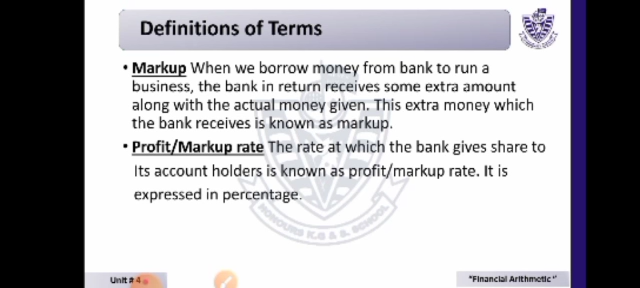 Definitions of Terms
• Markup When we borrow money from bank to run a
business, the bank in return receives some extra amount
along with the actual money given. This extra money which
the bank receives is known as markup.
• Profit/Markup rate The rate at which the bank gives share to
Its account holders is known as profit/markup rate. It is
expressed in percentage.
HONOURS K.G & S. SCHOOL
Unit # 4
"Financial Arithmetic"